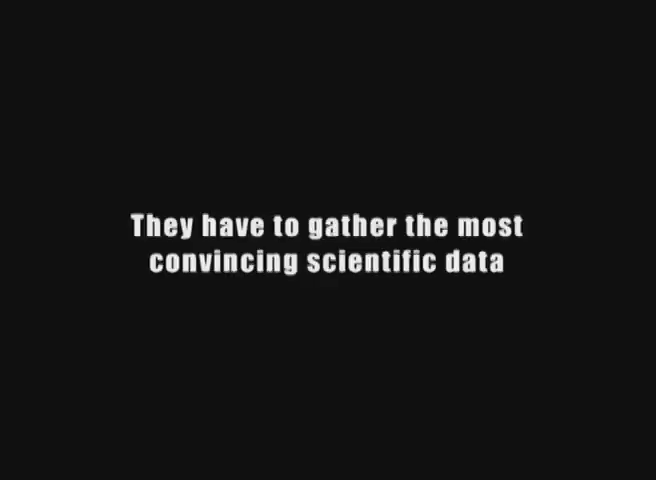 They have to gather the most
convincing scientific data